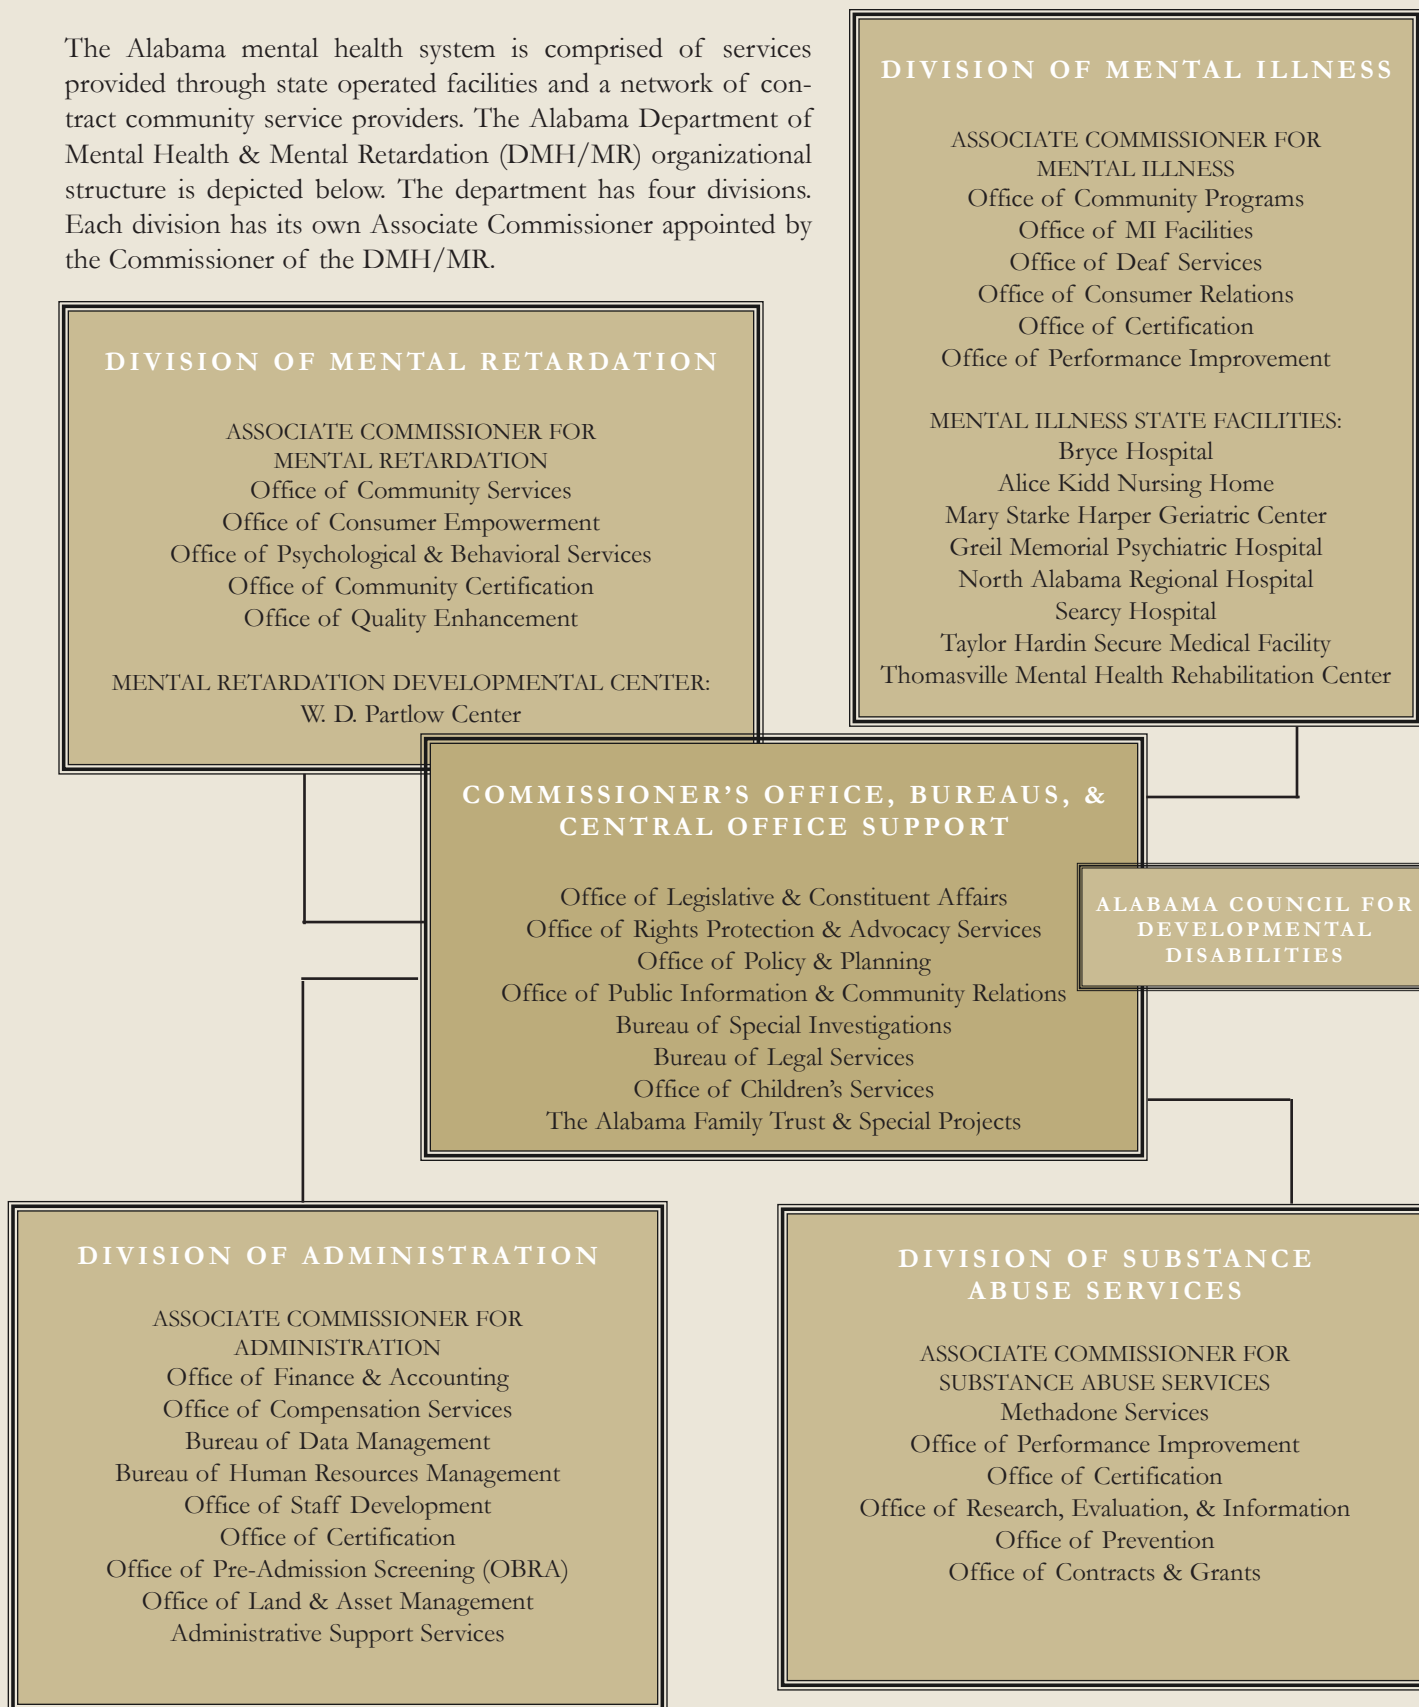 The Alabama mental health system is comprised of services
provided through state operated facilities and a network of con-
tract community service providers. The Alabama Department of
Mental Health & Mental Retardation (DMH/MR) organizational
structure is depicted below. The department has four divisions.
Each division has its own Associate Commissioner appointed by
the Commissioner of the DMH/MR.
DIVISION OF MENTAL ILLNESS
ASSOCIATE COMMISSIONER FOR
MENTAL ILLNESS
Office of Community Programs
Office of MI Facilities
Office of Deaf Services
Office of Consumer Relations
Office of Certification
Office of Performance Improvement
MENTAL ILLNESS STATE FACILITIES:
Bryce Hospital
Alice Kidd Nursing Home
Mary Starke Harper Geriatric Center
Greil Memorial Psychiatric Hospital
North Alabama Regional Hospital
Searcy Hospital
Taylor Hardin Secure Medical Facility
Thomasville Mental Health Rehabilitation Center
DIVISION OF MENTAL RETARDATION
ASSOCIATE COMMISSIONER FOR
MENTAL RETARDATION
Office of Community Services
Office of Consumer Empowerment
Office of Psychological & Behavioral Services
Office of Community Certification
Office of Quality Enhancement
MENTAL RETARDATION DEVELOPMENTAL CENTER:
W. D. Partlow Center
COMMISSIONER'S OFFICE, BUREAUS, &
CENTRAL OFFICE SUPPORT
Office of Legislative & Constituent Affairs
Office of Rights Protection & Advocacy Services
Office of Policy & Planning
Office of Public Information & Community Relations
Bureau of Special Investigations
Bureau of Legal Services
Office of Children's Services
The Alabama Family Trust & Special Projects
ALABAMA COUNCIL FOR
DEVELOPMENTAL
DISABILITIES
DIVISION OF ADMINISTRATION
ASSOCIATE COMMISSIONER FOR
ADMINISTRATION
Office of Finance & Accounting
Office of Compensation Services
Bureau of Data Management
Bureau of Human Resources Management
Office of Staff Development
Office of Certification
Office of Pre-Admission Screening (OBRA)
Office of Land & Asset Management
Administrative Support Services
DIVISION OF SUBSTANCE
ABUSE SERVICES
ASSOCIATE COMMISSIONER FOR
SUBSTANCE ABUSE SERVICES
Methadone Services
Office of Performance Improvement
Office of Certification
Office of Research, Evaluation, & Information
Office of Prevention
Office of Contracts & Grants